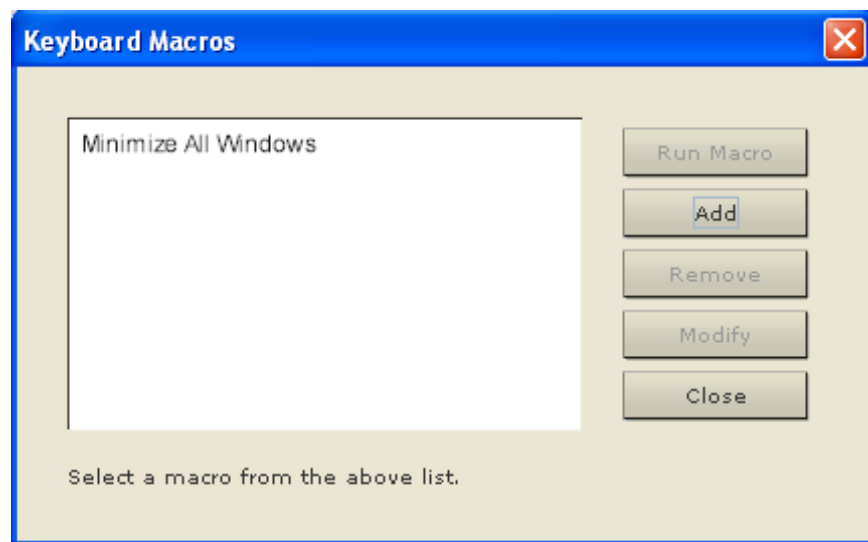 Keyboard Macros
Minimize All Windows
Run Macro
Add
Remove
Modify
Close
Select a macro from the above list.